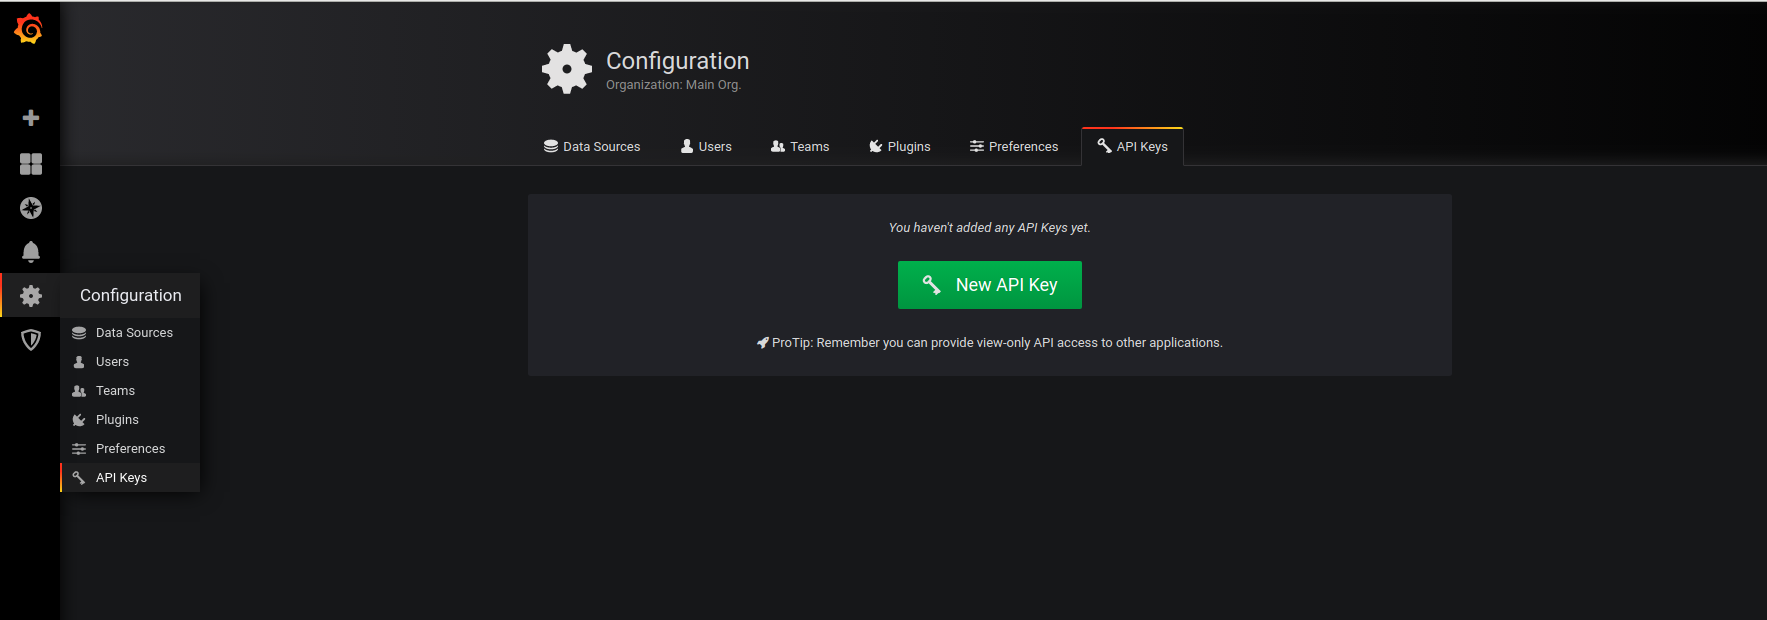 Configuration
Organization: Main Org.
Data Sources Users Teams Plugins Preferences API Keys
You haven't added any API Keys yet.
New API Key
ProTip: Remember you can provide view-only API access to other applications.
Configuration
Data Sources
Users
Teams
Plugins
Preferences
API Keys